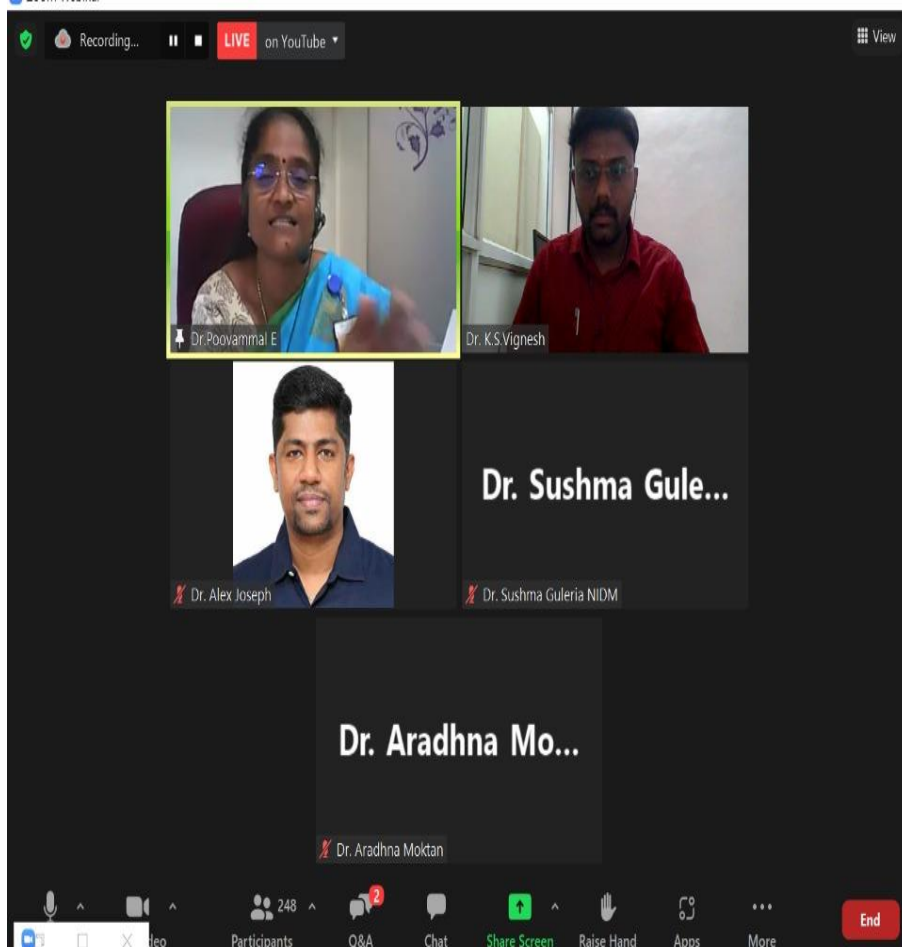 Recording...
LIVE on YouTube
View
Dr.Poovammal E
Dr. K.S.Vignesh
Dr. Alex Joseph
Dr. Sushma Gule...
Dr. Sushma Guleria NIDM
Dr. Aradhna Mo...
Dr. Aradhna Moktan
248
2
Participants
Q&A
Chat
Share Screen
Raise Hand
Apps
More
End